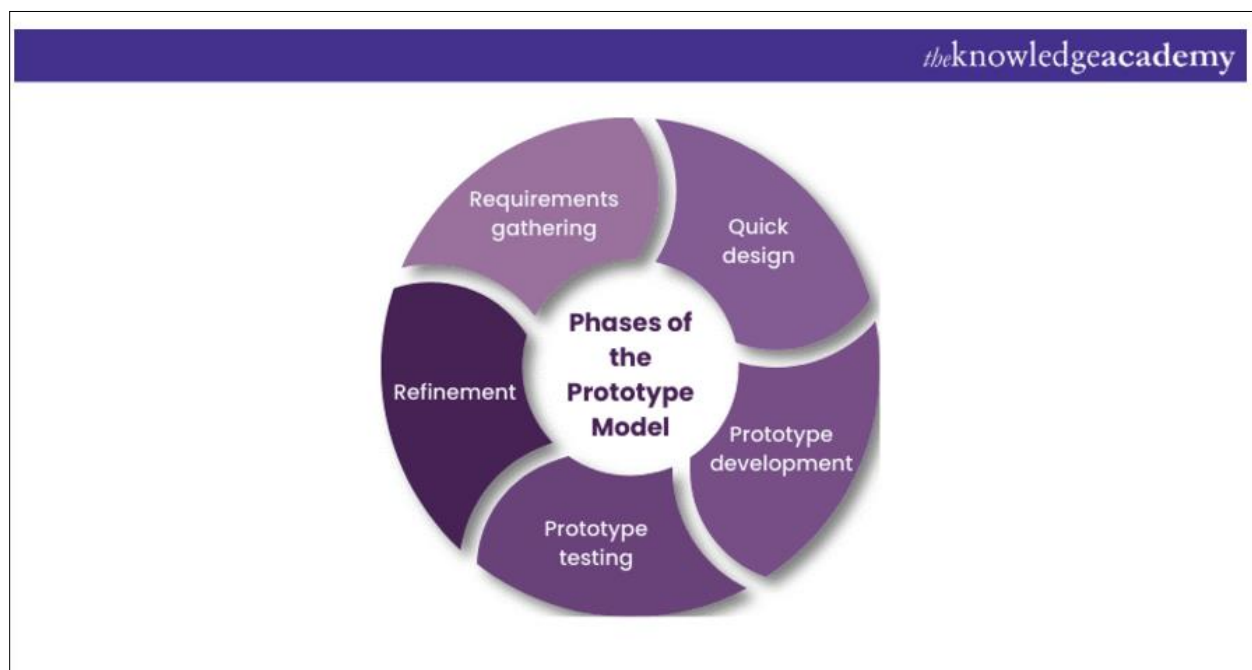 theknowledgeacademy
Requirements
gathering
Quick
design
Prototype
development
Prototype
testing
Refinement
Phases of
the
Prototype
Model